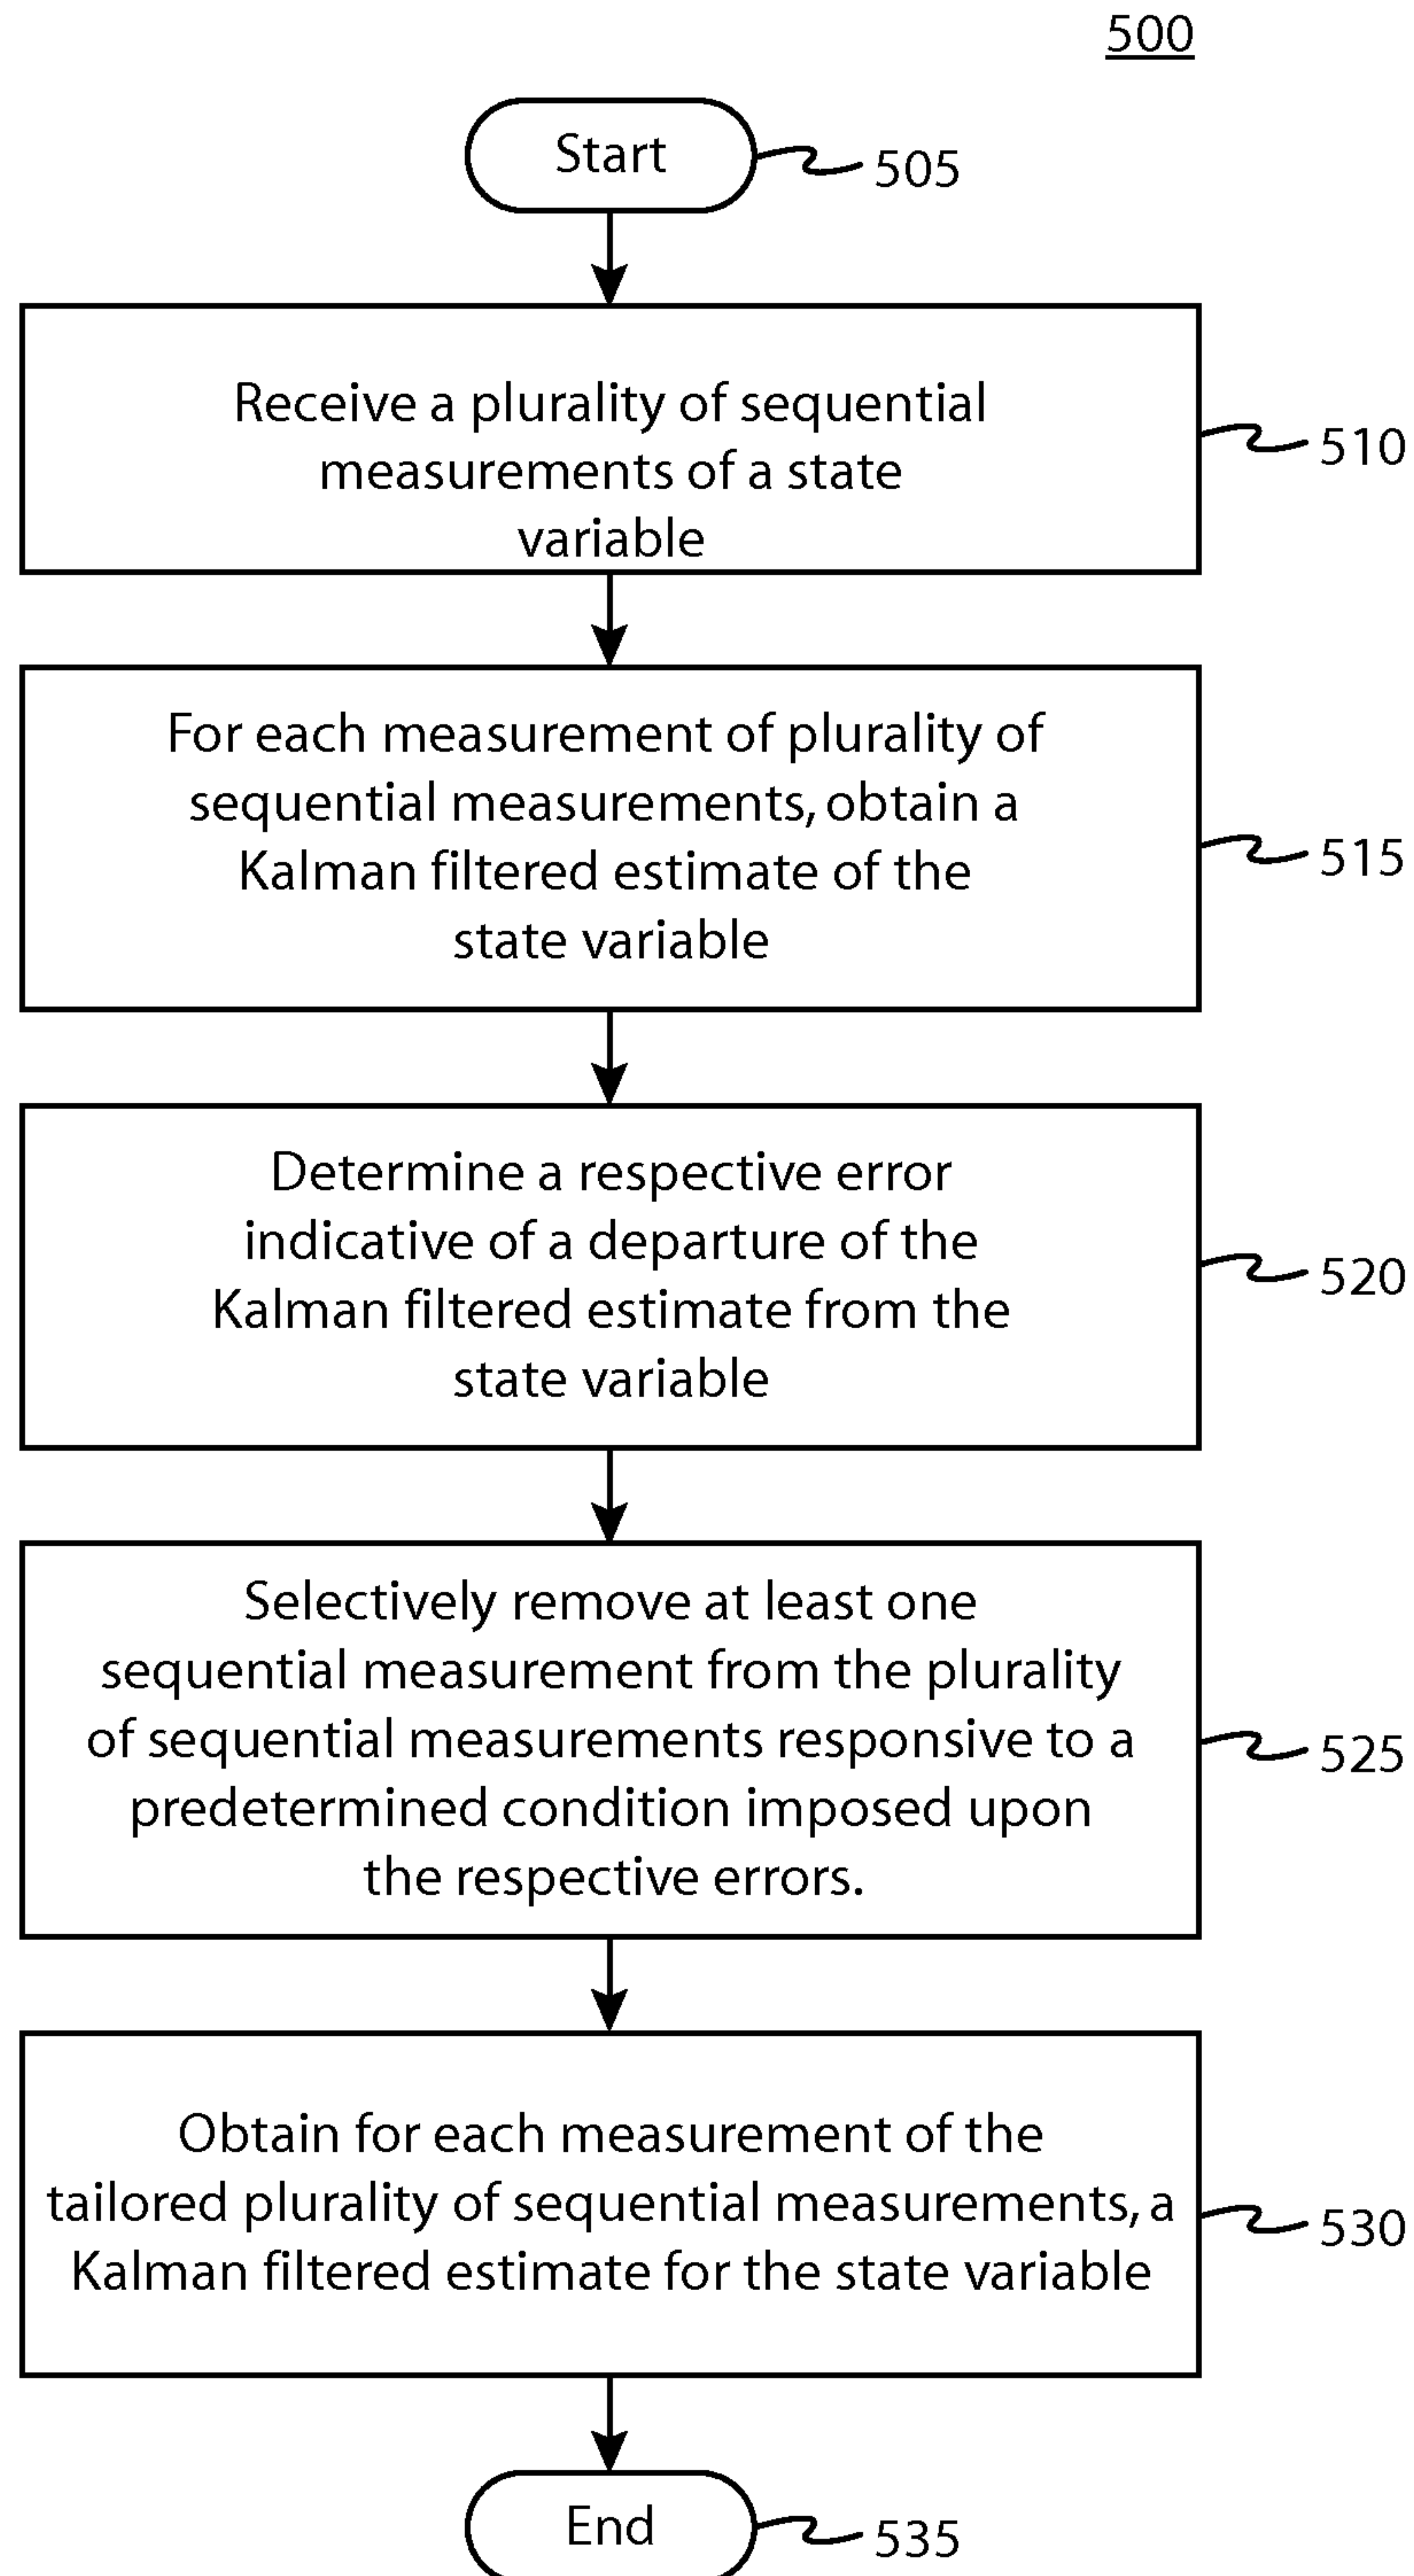 500
Start
505
Receive a plurality of sequential
measurements of a state
variable
510
For each measurement of plurality of
sequential measurements, obtain a
Kalman filtered estimate of the
state variable
515
Determine a respective error
indicative of a departure of the
Kalman filtered estimate from the
state variable
520
Selectively remove at least one
sequential measurement from the plurality
of sequential measurements responsive to a
predetermined condition imposed upon
the respective errors.
525
Obtain for each measurement of the
tailored plurality of sequential measurements, a
Kalman filtered estimate for the state variable
530
End
535